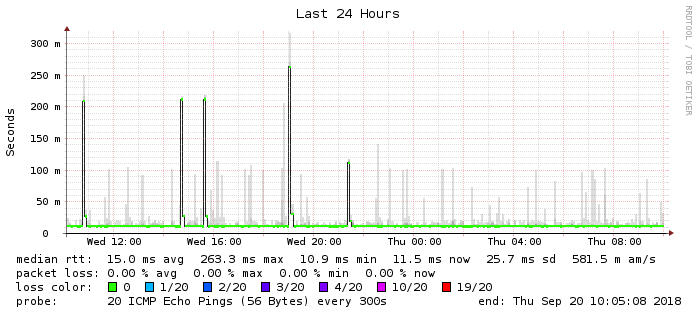 Last 24 Hours
RRDTOOL / TOBI OETIKER
Seconds
300 m
250 m
200 m
150 m
100 m
50 m
0
Wed 12:00 Wed 16:00 Wed 20:00 Thu 00:00 Thu 04:00 Thu 08:00
median rtt: 15.0 ms avg 263.3 ms max 10.9 ms min 11.5 ms now 25.7 ms sd 581.5 m am/s
packet loss: 0.00 % avg 0.00 % max 0.00 % min 0.00 % now
loss color: 0 1/20 2/20 3/20 4/20 10/20 19/20
probe: 20 ICMP Echo Pings (56 Bytes) every 300s end: Thu Sep 20 10:05:08 2018